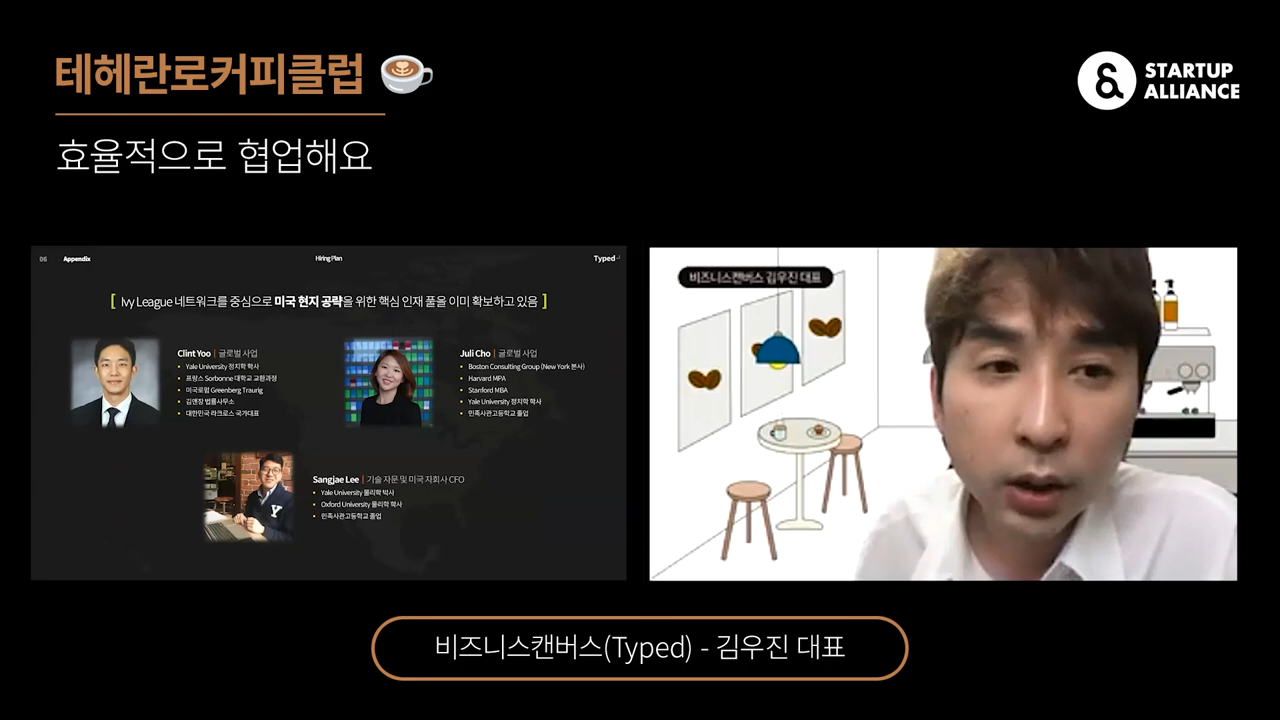 테헤란로커피클럽
STARTUP
ALLIANCE
효율적으로 협업해요
06 Appendix Hiring Plan Typed
[ Ivy League 네트워크를 중심으로 미국 현지 공략을 위한 핵심 인재 풀을 이미 확보하고 있음 ]
Clint Yoo | 글로벌 사업
• Yale University 정치학 학사
• 프랑스 Sorbonne 대학교 교환과정
• 미국로펌 Greenberg Traurig
• 김앤장 법률사무소
• 대한민국 라크로스 국가대표
Juli Cho | 글로벌 사업
• Boston Consulting Group (New York 본사)
• Harvard MPA
• Stanford MBA
• Yale University 정치학 학사
• 민족사관고등학교 졸업
Sangjae Lee | 기술 자문 및 미국 자회사 CFO
• Yale University 물리학 박사
• Oxford University 물리학 학사
• 민족사관고등학교 졸업
Y
비즈니스캔버스 김우진 대표
비즈니스캔버스(Typed) - 김우진 대표